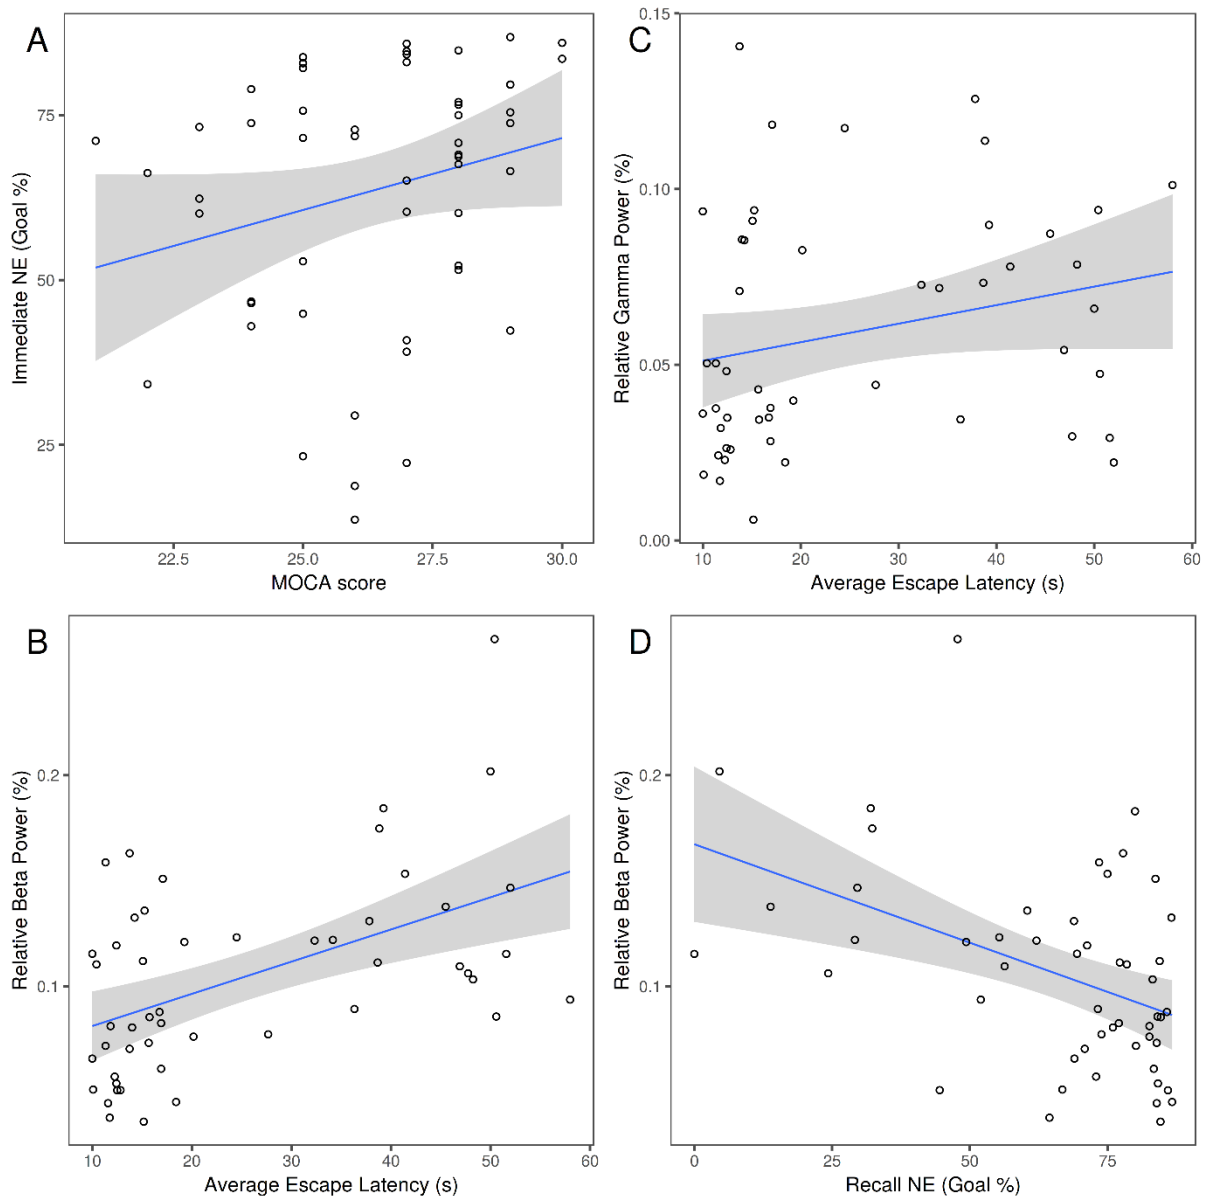 A
Immediate NE (Goal %)
75
50
25
22.5
25.0
27.5
30.0
MOCA score
C
Relative Gamma Power (%)
0.15
0.10
0.05
0.00
10
20
30
40
50
60
Average Escape Latency (s)
B
Relative Beta Power (%)
0.2
0.1
10
20
30
40
50
60
Average Escape Latency (s)
D
Relative Beta Power (%)
0.2
0.1
0
25
50
75
Recall NE (Goal %)